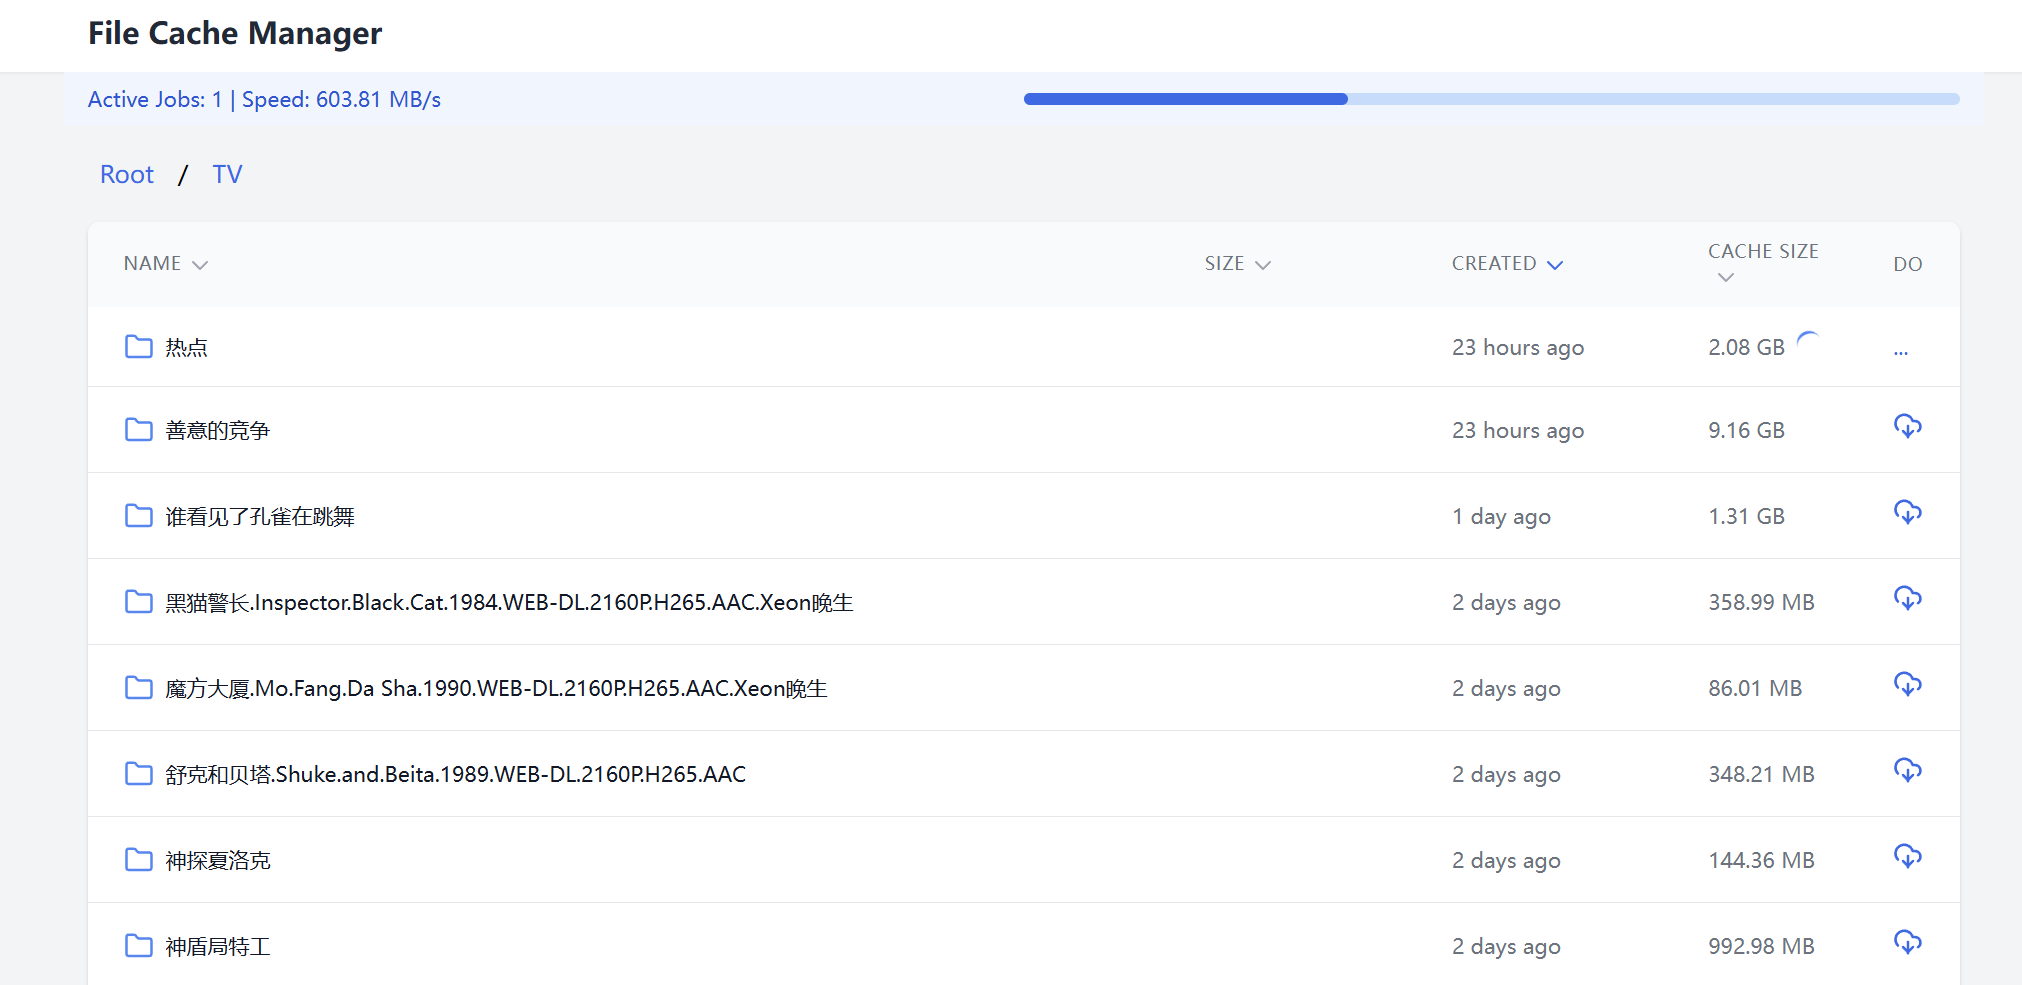 File Cache Manager
Active Jobs: 1 | Speed: 603.81 MB/s
Root / TV
NAME SIZE CREATED CACHE SIZE DO
热点 23 hours ago 2.08 GB ...
善意的竞争 23 hours ago 9.16 GB
谁看见了孔雀在跳舞 1 day ago 1.31 GB
黑猫警长.Inspector.Black.Cat.1984.WEB-DL.2160P.H265.AAC.Xeon晚生 2 days ago 358.99 MB
魔方大厦.Mo.Fang.Da Sha.1990.WEB-DL.2160P.H265.AAC.Xeon晚生 2 days ago 86.01 MB
舒克和贝塔.Shuke.and.Beita.1989.WEB-DL.2160P.H265.AAC 2 days ago 348.21 MB
神探夏洛克 2 days ago 144.36 MB
神盾局特工 2 days ago 992.98 MB